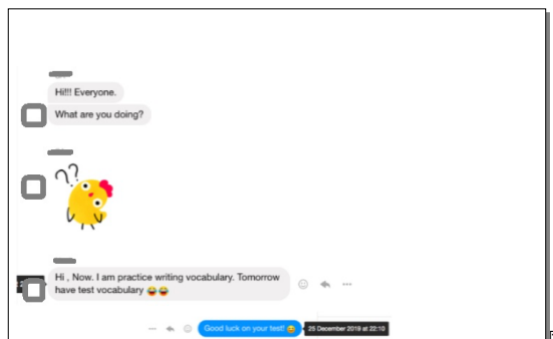 Hi!!! Everyone.
What are you doing?
??
Hi , Now. I am practice writing vocabulary. Tomorrow
have test vocabulary 😂😂
Good luck on your test! 😄
25 December 2019 at 22:10